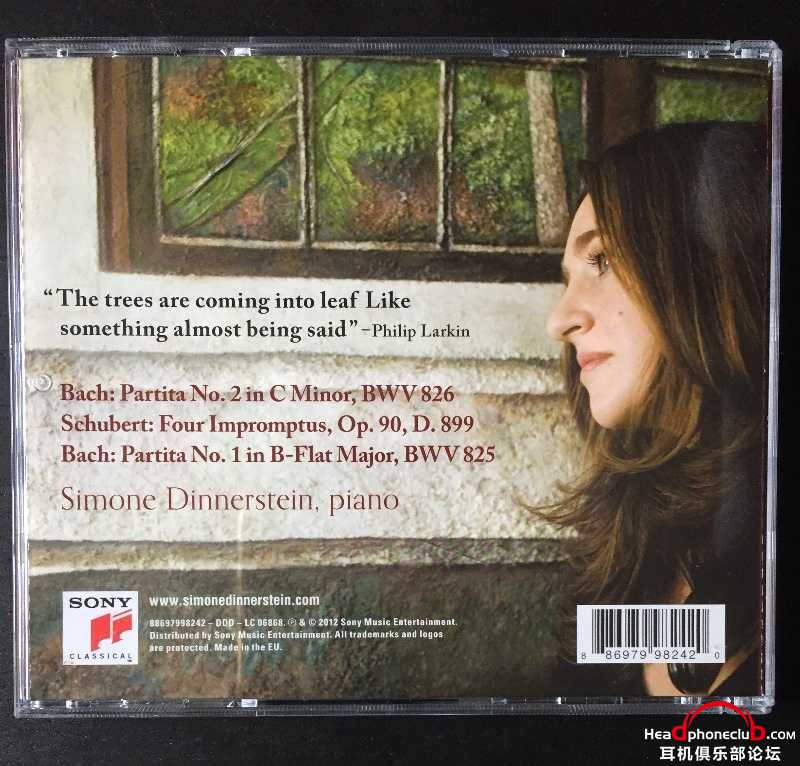 “The trees are coming into leaf Like
something almost being said” –Philip Larkin
Bach: Partita No. 2 in C Minor, BWV 826
Schubert: Four Impromptus, Op. 90, D. 899
Bach: Partita No. 1 in B-Flat Major, BWV 825
Simone Dinnerstein, piano
SONY
CLASSICAL
www.simonedinnerstein.com
88697998242 – DDD – LC 06868. ℗ & © 2012 Sony Music Entertainment.
Distributed by Sony Music Entertainment. All trademarks and logos
are protected. Made in the EU.
8 86979 98242 0
Headphoneclub.com
耳机俱乐部论坛